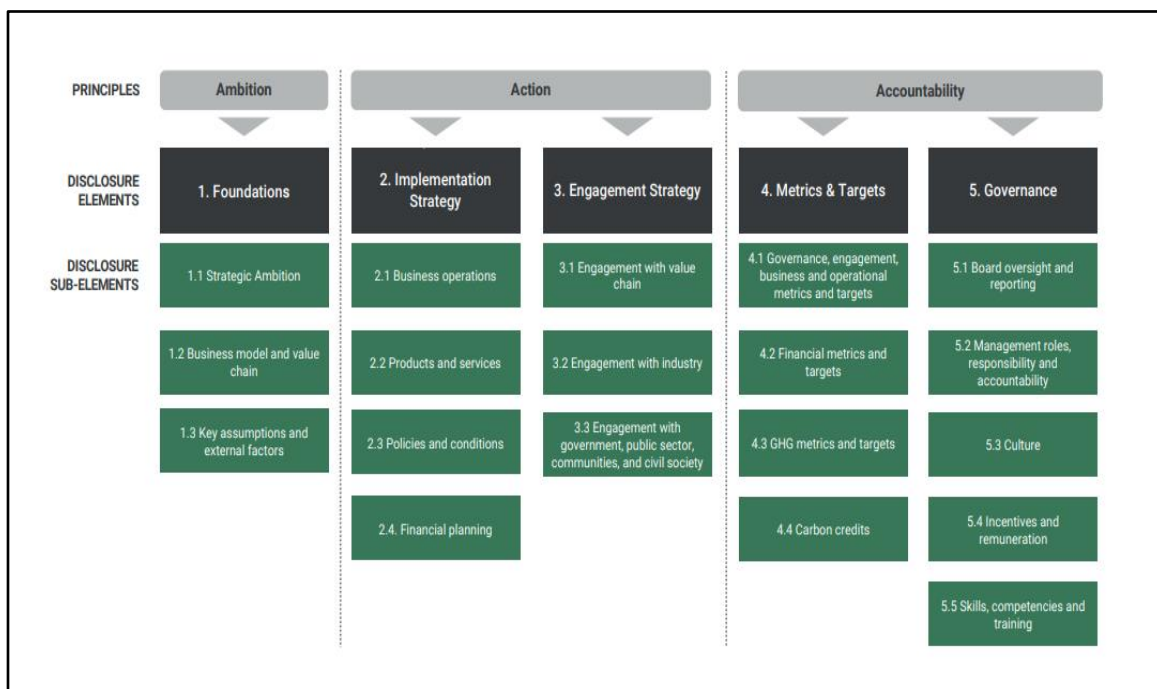 PRINCIPLES
Ambition
Action
Accountability
DISCLOSURE
ELEMENTS
1. Foundations
2. Implementation
Strategy
3. Engagement Strategy
4. Metrics & Targets
5. Governance
DISCLOSURE
SUB-ELEMENTS
1.1 Strategic Ambition
2.1 Business operations
3.1 Engagement with value
chain
4.1 Governance, engagement,
business and operational
metrics and targets
5.1 Board oversight and
reporting
1.2 Business model and value
chain
2.2 Products and services
3.2 Engagement with industry
4.2 Financial metrics and
targets
5.2 Management roles,
responsibility and
accountability
1.3 Key assumptions and
external factors
2.3 Policies and conditions
3.3 Engagement with
government, public sector,
communities, and civil society
4.3 GHG metrics and targets
5.3 Culture
2.4. Financial planning
4.4 Carbon credits
5.4 Incentives and
remuneration
5.5 Skills, competencies and
training